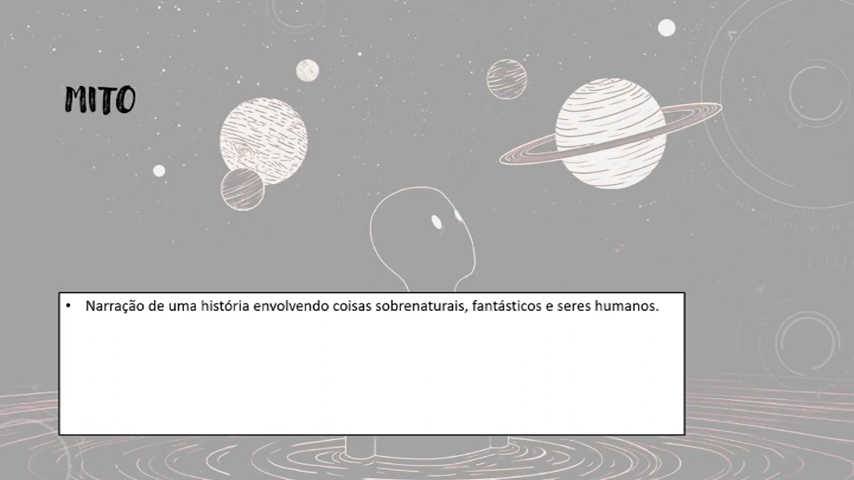 MITO
• Narração de uma história envolvendo coisas sobrenaturais, fantásticos e seres humanos.